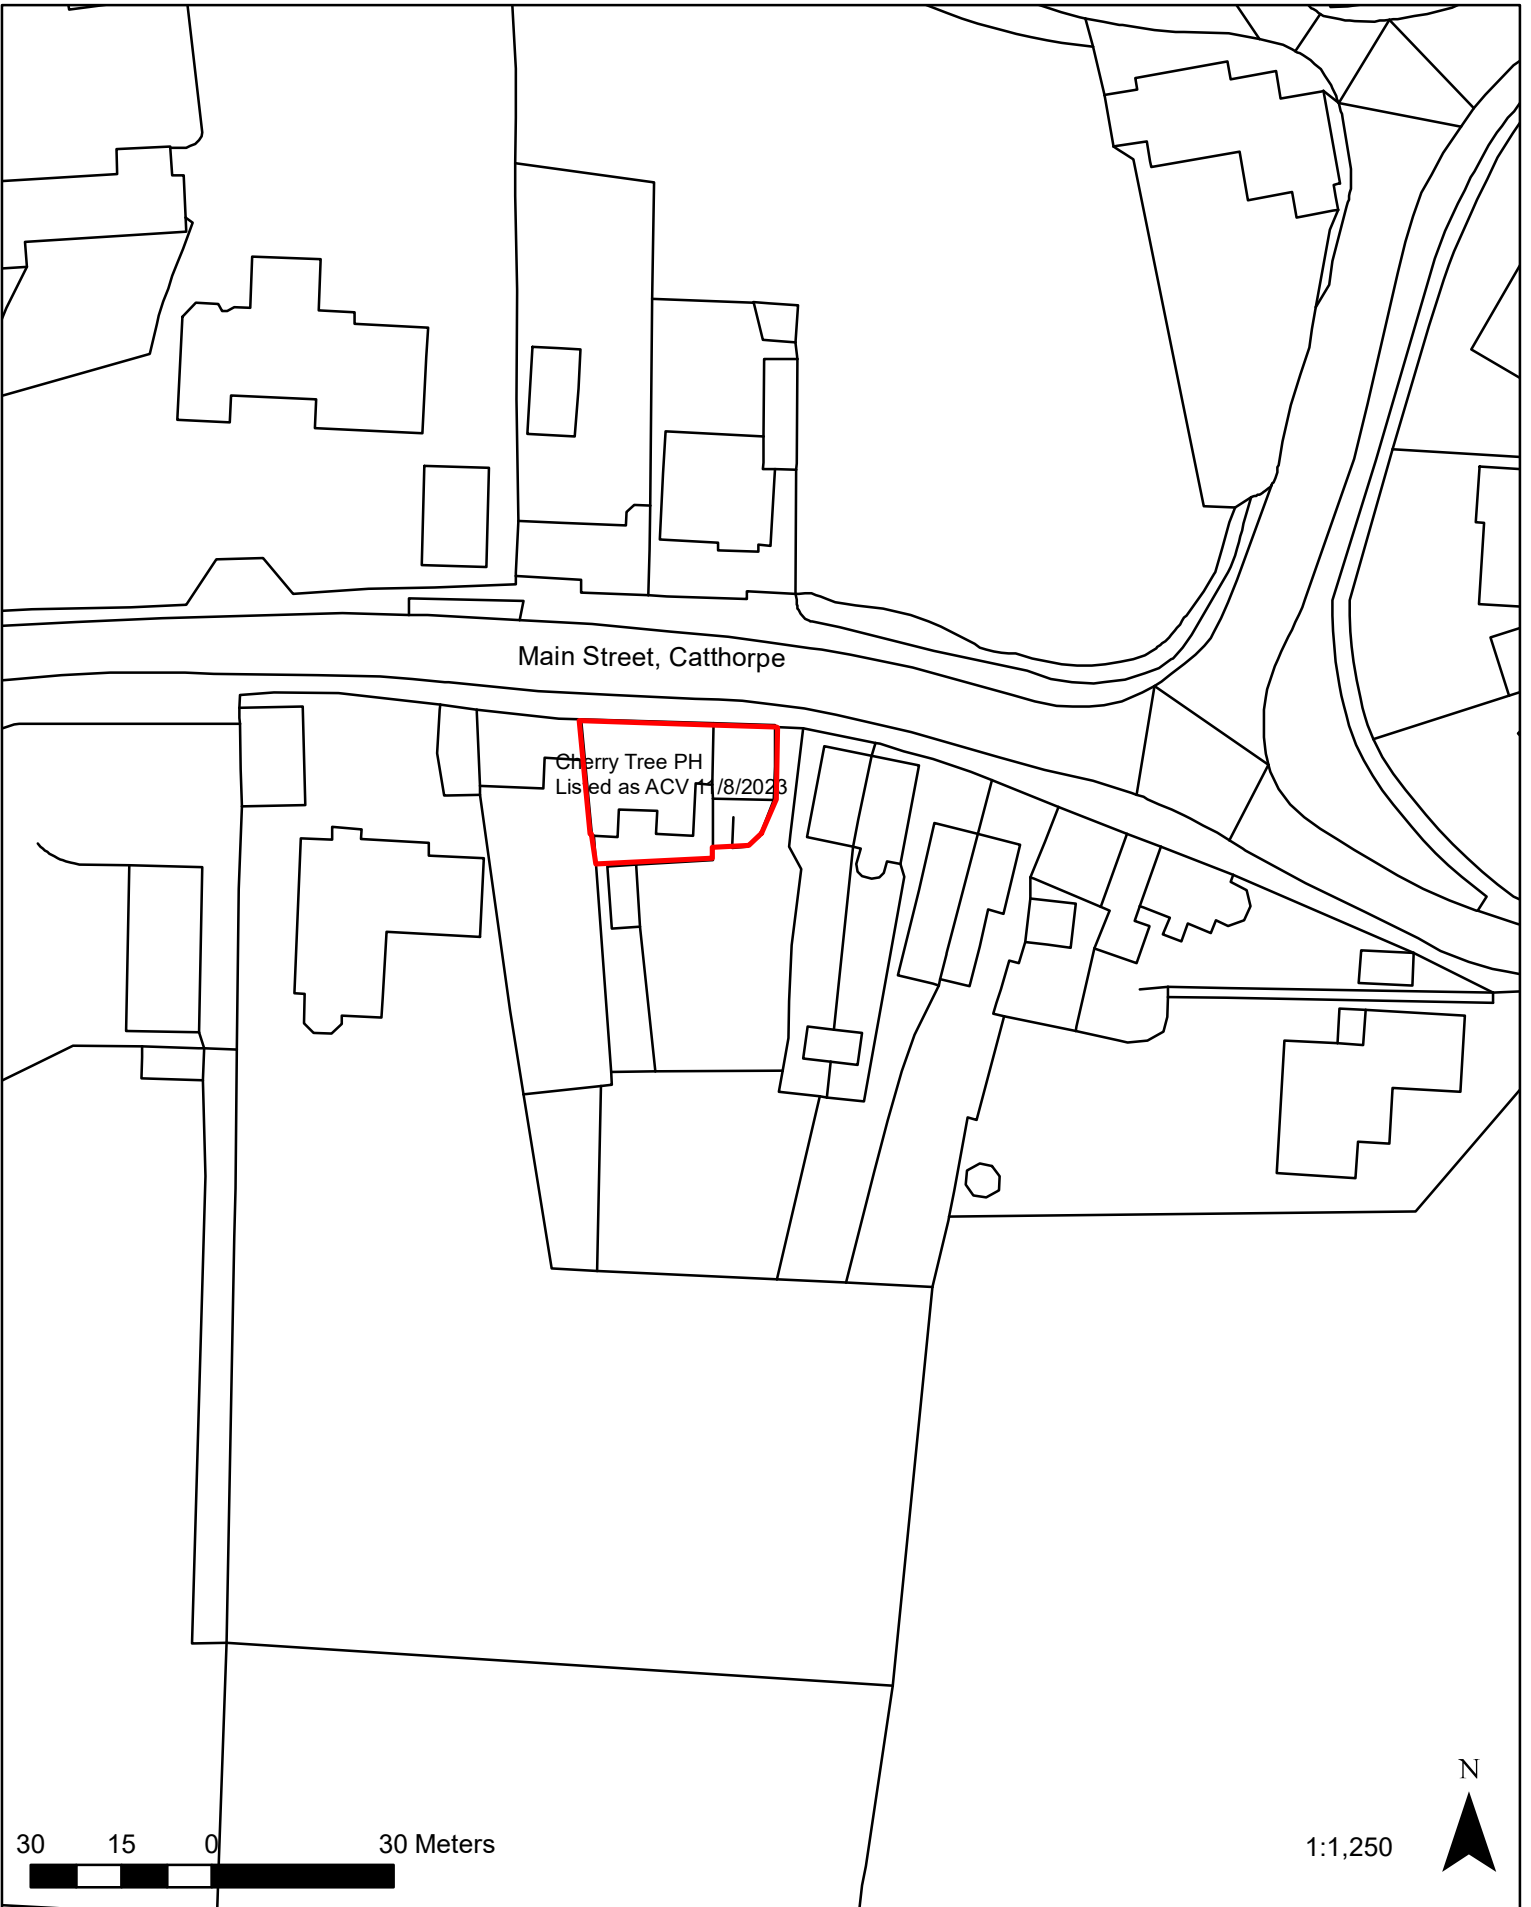 Main Street, Catthorpe
Cherry Tree PH
Listed as ACV 11/8/2023
N
30 15 0 30 Meters
1:1,250